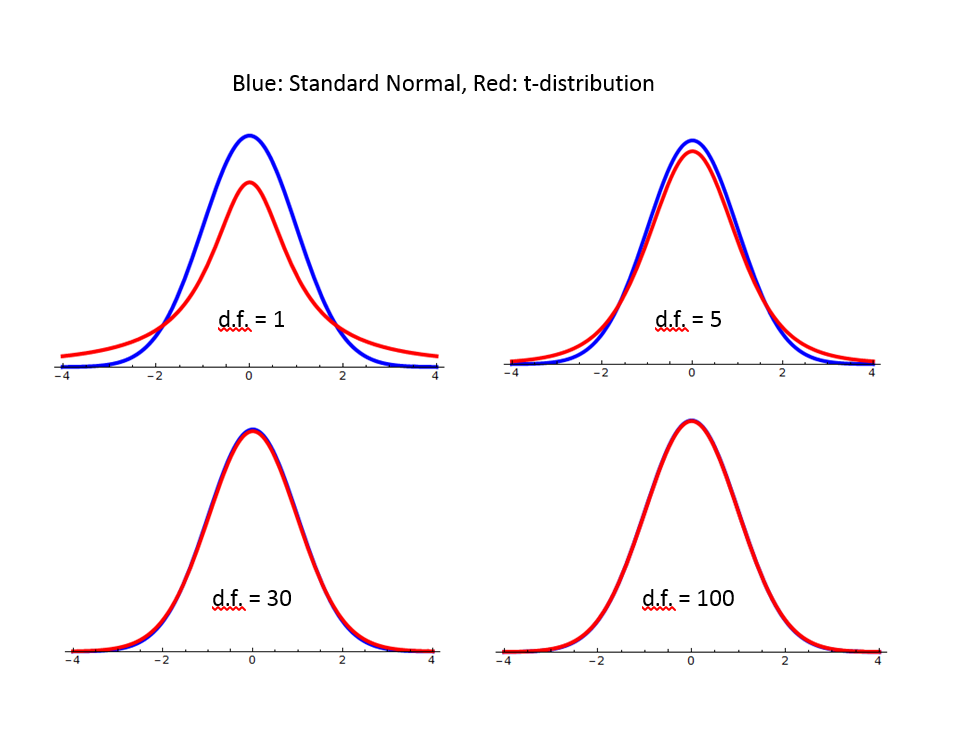 Blue: Standard Normal, Red: t-distribution
d.f. = 1
−4 −2 0 2 4
d.f. = 5
−4 −2 0 2 4
d.f. = 30
−4 −2 0 2 4
d.f. = 100
−4 −2 0 2 4